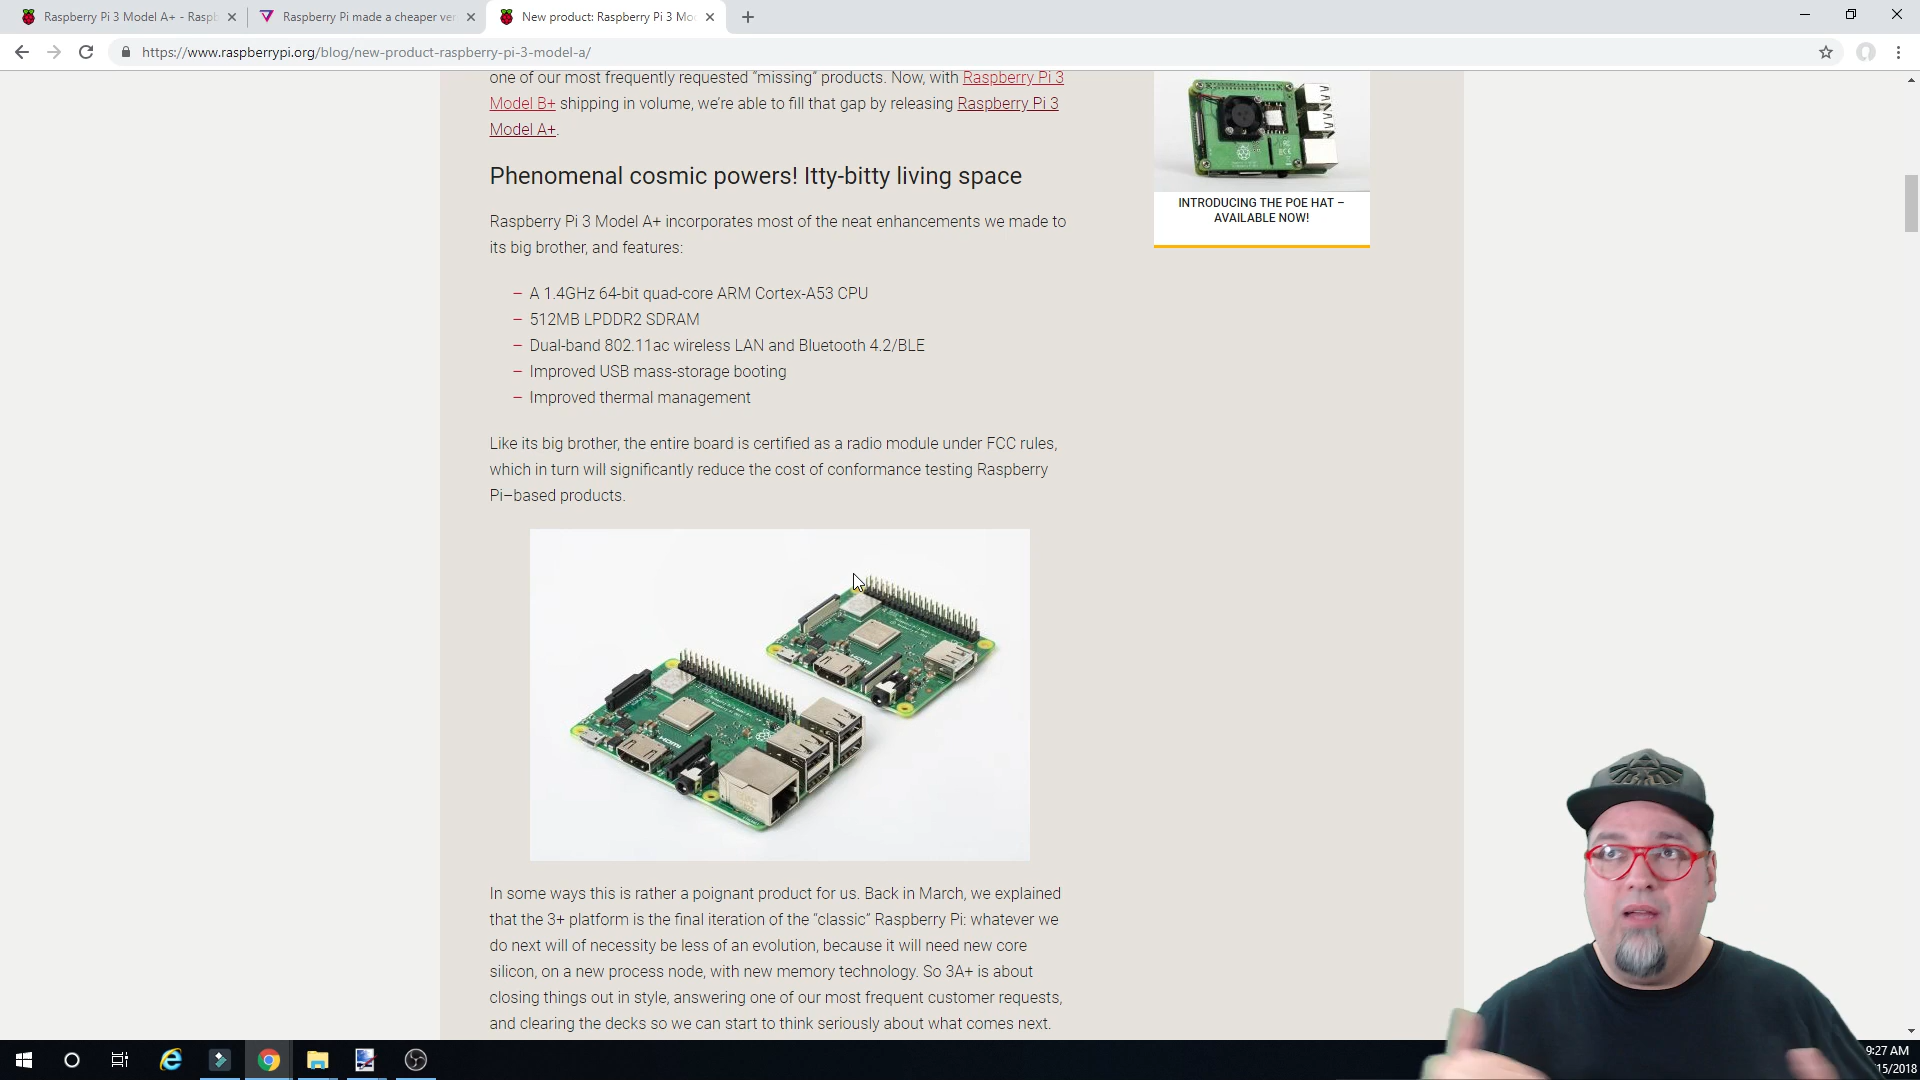 Raspberry Pi 3 Model A+ - Raspb
Raspberry Pi made a cheaper ver
New product: Raspberry Pi 3 Mo
https://www.raspberrypi.org/blog/new-product-raspberry-pi-3-model-a/
one of our most frequently requested “missing” products. Now, with Raspberry Pi 3
Model B+ shipping in volume, we’re able to fill that gap by releasing Raspberry Pi 3
Model A+.
Phenomenal cosmic powers! Itty-bitty living space
Raspberry Pi 3 Model A+ incorporates most of the neat enhancements we made to
its big brother, and features:
– A 1.4GHz 64-bit quad-core ARM Cortex-A53 CPU
– 512MB LPDDR2 SDRAM
– Dual-band 802.11ac wireless LAN and Bluetooth 4.2/BLE
– Improved USB mass-storage booting
– Improved thermal management
Like its big brother, the entire board is certified as a radio module under FCC rules,
which in turn will significantly reduce the cost of conformance testing Raspberry
Pi–based products.
HDMI
In some ways this is rather a poignant product for us. Back in March, we explained
that the 3+ platform is the final iteration of the “classic” Raspberry Pi: whatever we
do next will of necessity be less of an evolution, because it will need new core
silicon, on a new process node, with new memory technology. So 3A+ is about
closing things out in style, answering one of our most frequent customer requests,
and clearing the decks so we can start to think seriously about what comes next.
INTRODUCING THE POE HAT –
AVAILABLE NOW!
9:27 AM
15/2018